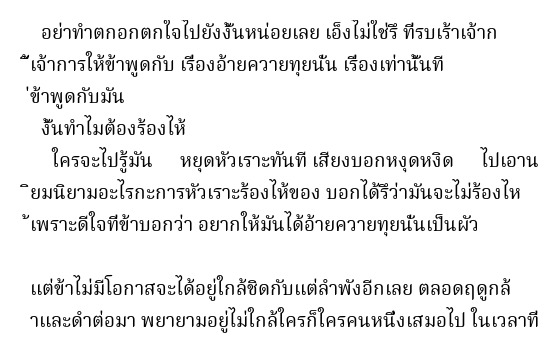 อย่าทำตกอกตกใจไปยังงั้นหน่อยเลย เอ็งไม่ใช่รึ ที่รบเร้าเจ้าก
ี้เจ้าการให้ข้าพูดกับ เรื่องอ้ายควายทุยนั่น เรื่องเท่านั้นที
่ข้าพูดกับมัน
งั้นทำไมต้องร้องไห้
ใครจะไปรู้มัน หยุดหัวเราะทันที เสียงบอกหงุดหงิด ไปเอาน
ิยมนิยามอะไรกะการหัวเราะร้องไห้ของ บอกได้รึว่ามันจะไม่ร้องไห
้เพราะดีใจที่ข้าบอกว่า อยากให้มันได้อ้ายควายทุยนั่นเป็นผัว
แต่ข้าไม่มีโอกาสจะได้อยู่ใกล้ชิดกับแต่ลำพังอีกเลย ตลอดฤดูกล้
าและดำต่อมา พยายามอยู่ไม่ใกล้ใครก็ใครคนหนึ่งเสมอไป ในเวลาที่